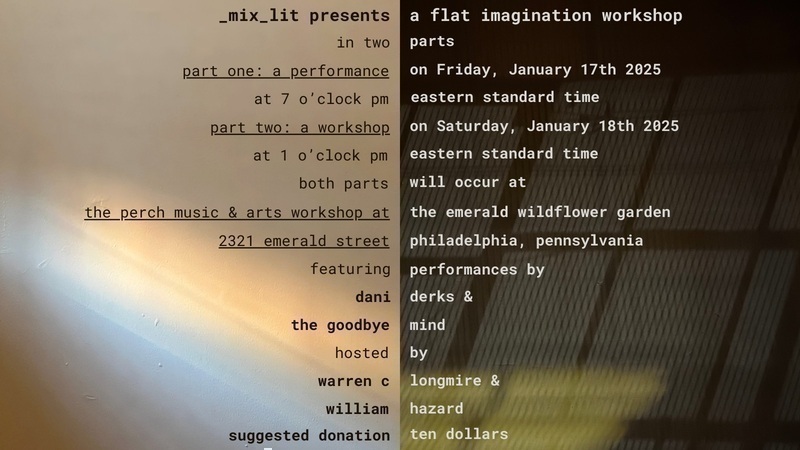 _mix_lit presents a flat imagination workshop
in two parts
part one: a performance on Friday, January 17th 2025
at 7 o’clock pm eastern standard time
part two: a workshop on Saturday, January 18th 2025
at 1 o’clock pm eastern standard time
both parts will occur at
the perch music & arts workshop at the emerald wildflower garden
2321 emerald street philadelphia, pennsylvania
featuring performances by
dani derks &
the goodbye mind
hosted by
warren c longmire &
william hazard
suggested donation ten dollars